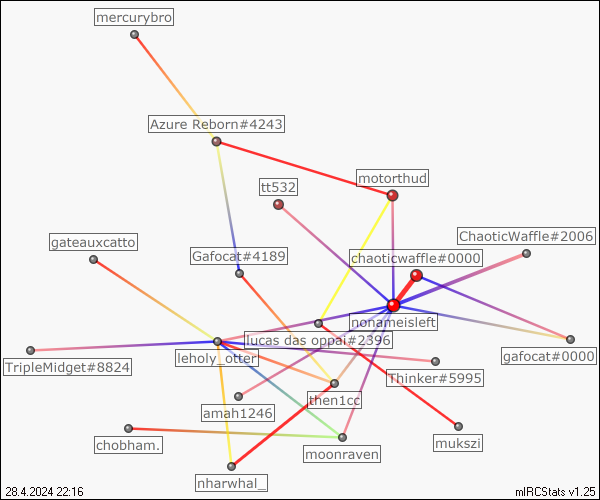 mercurybro
Azure Reborn#4243
motorthud
tt532
ChaoticWaffle#2006
gateauxcatto
Gafocat#4189
chaoticwaffle#0000
nonameisleft
lucas das oppai#2396
leholy_otter
gafocat#0000
TripleMidget#8824
Thinker#5995
then1cc
amah1246
mukszi
chobham.
moonraven
nharwhal_
28.4.2024 22:16
mIRCStats v1.25